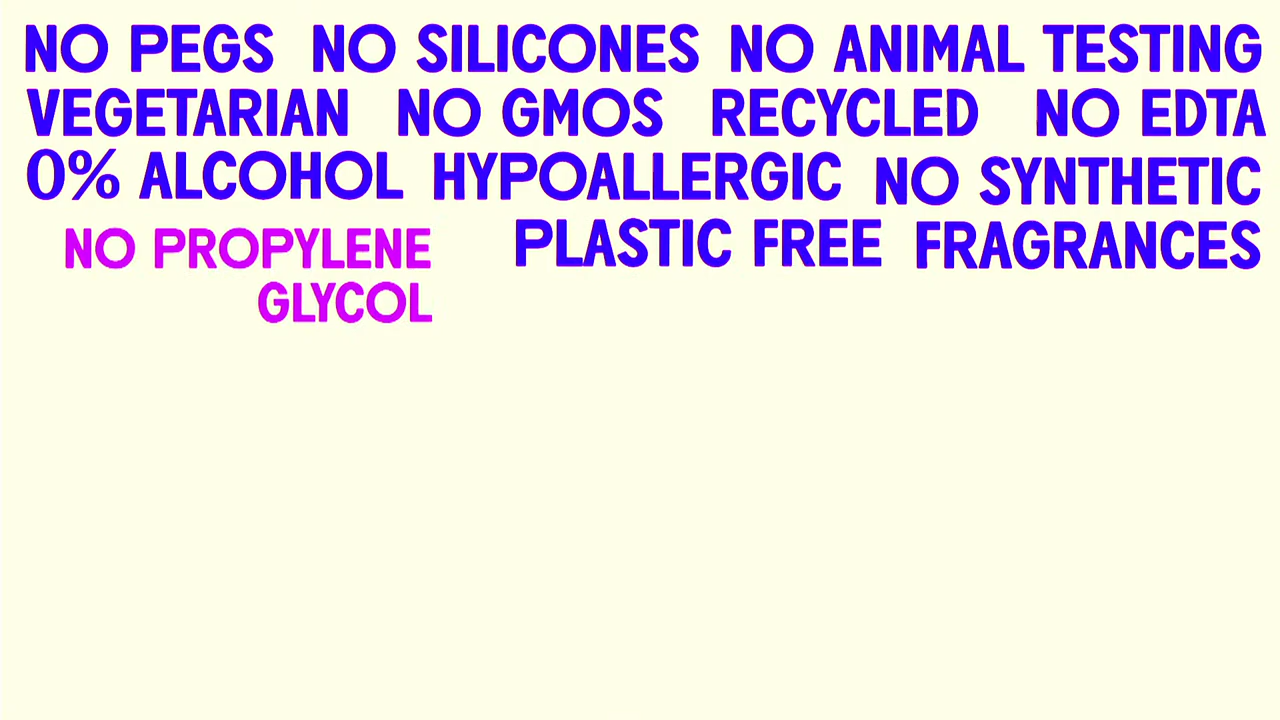 NO PEGS NO SILICONES NO ANIMAL TESTING
VEGETARIAN NO GMOS RECYCLED NO EDTA
0% ALCOHOL HYPOALLERGIC NO SYNTHETIC
NO PROPYLENE PLASTIC FREE FRAGRANCES
GLYCOL